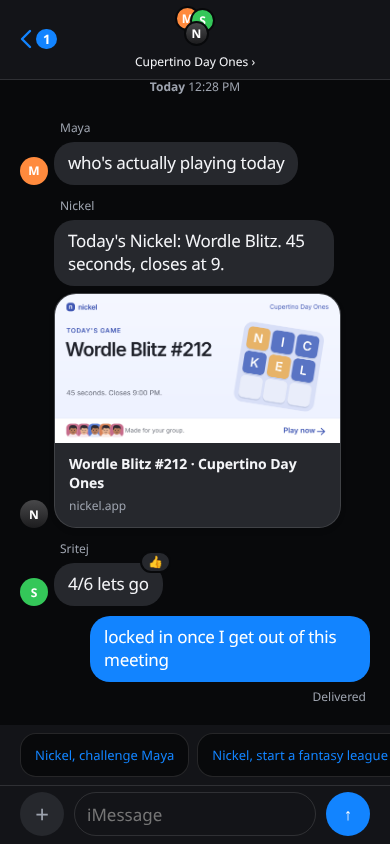 1
M
S
N
Cupertino Day Ones ›
Today 12:28 PM
Maya
M
who's actually playing today
Nickel
Today's Nickel: Wordle Blitz. 45
seconds, closes at 9.
n nickel
Cupertino Day Ones
TODAY'S GAME
Wordle Blitz #212
N I C
K E L
45 seconds. Closes 9:00 PM.
Made for your group.
Play now→
Wordle Blitz #212 · Cupertino Day
Ones
nickel.app
N
Sritej
👍
S
4/6 lets go
locked in once I get out of this
meeting
Delivered
Nickel, challenge Maya
Nickel, start a fantasy league
+
iMessage
↑